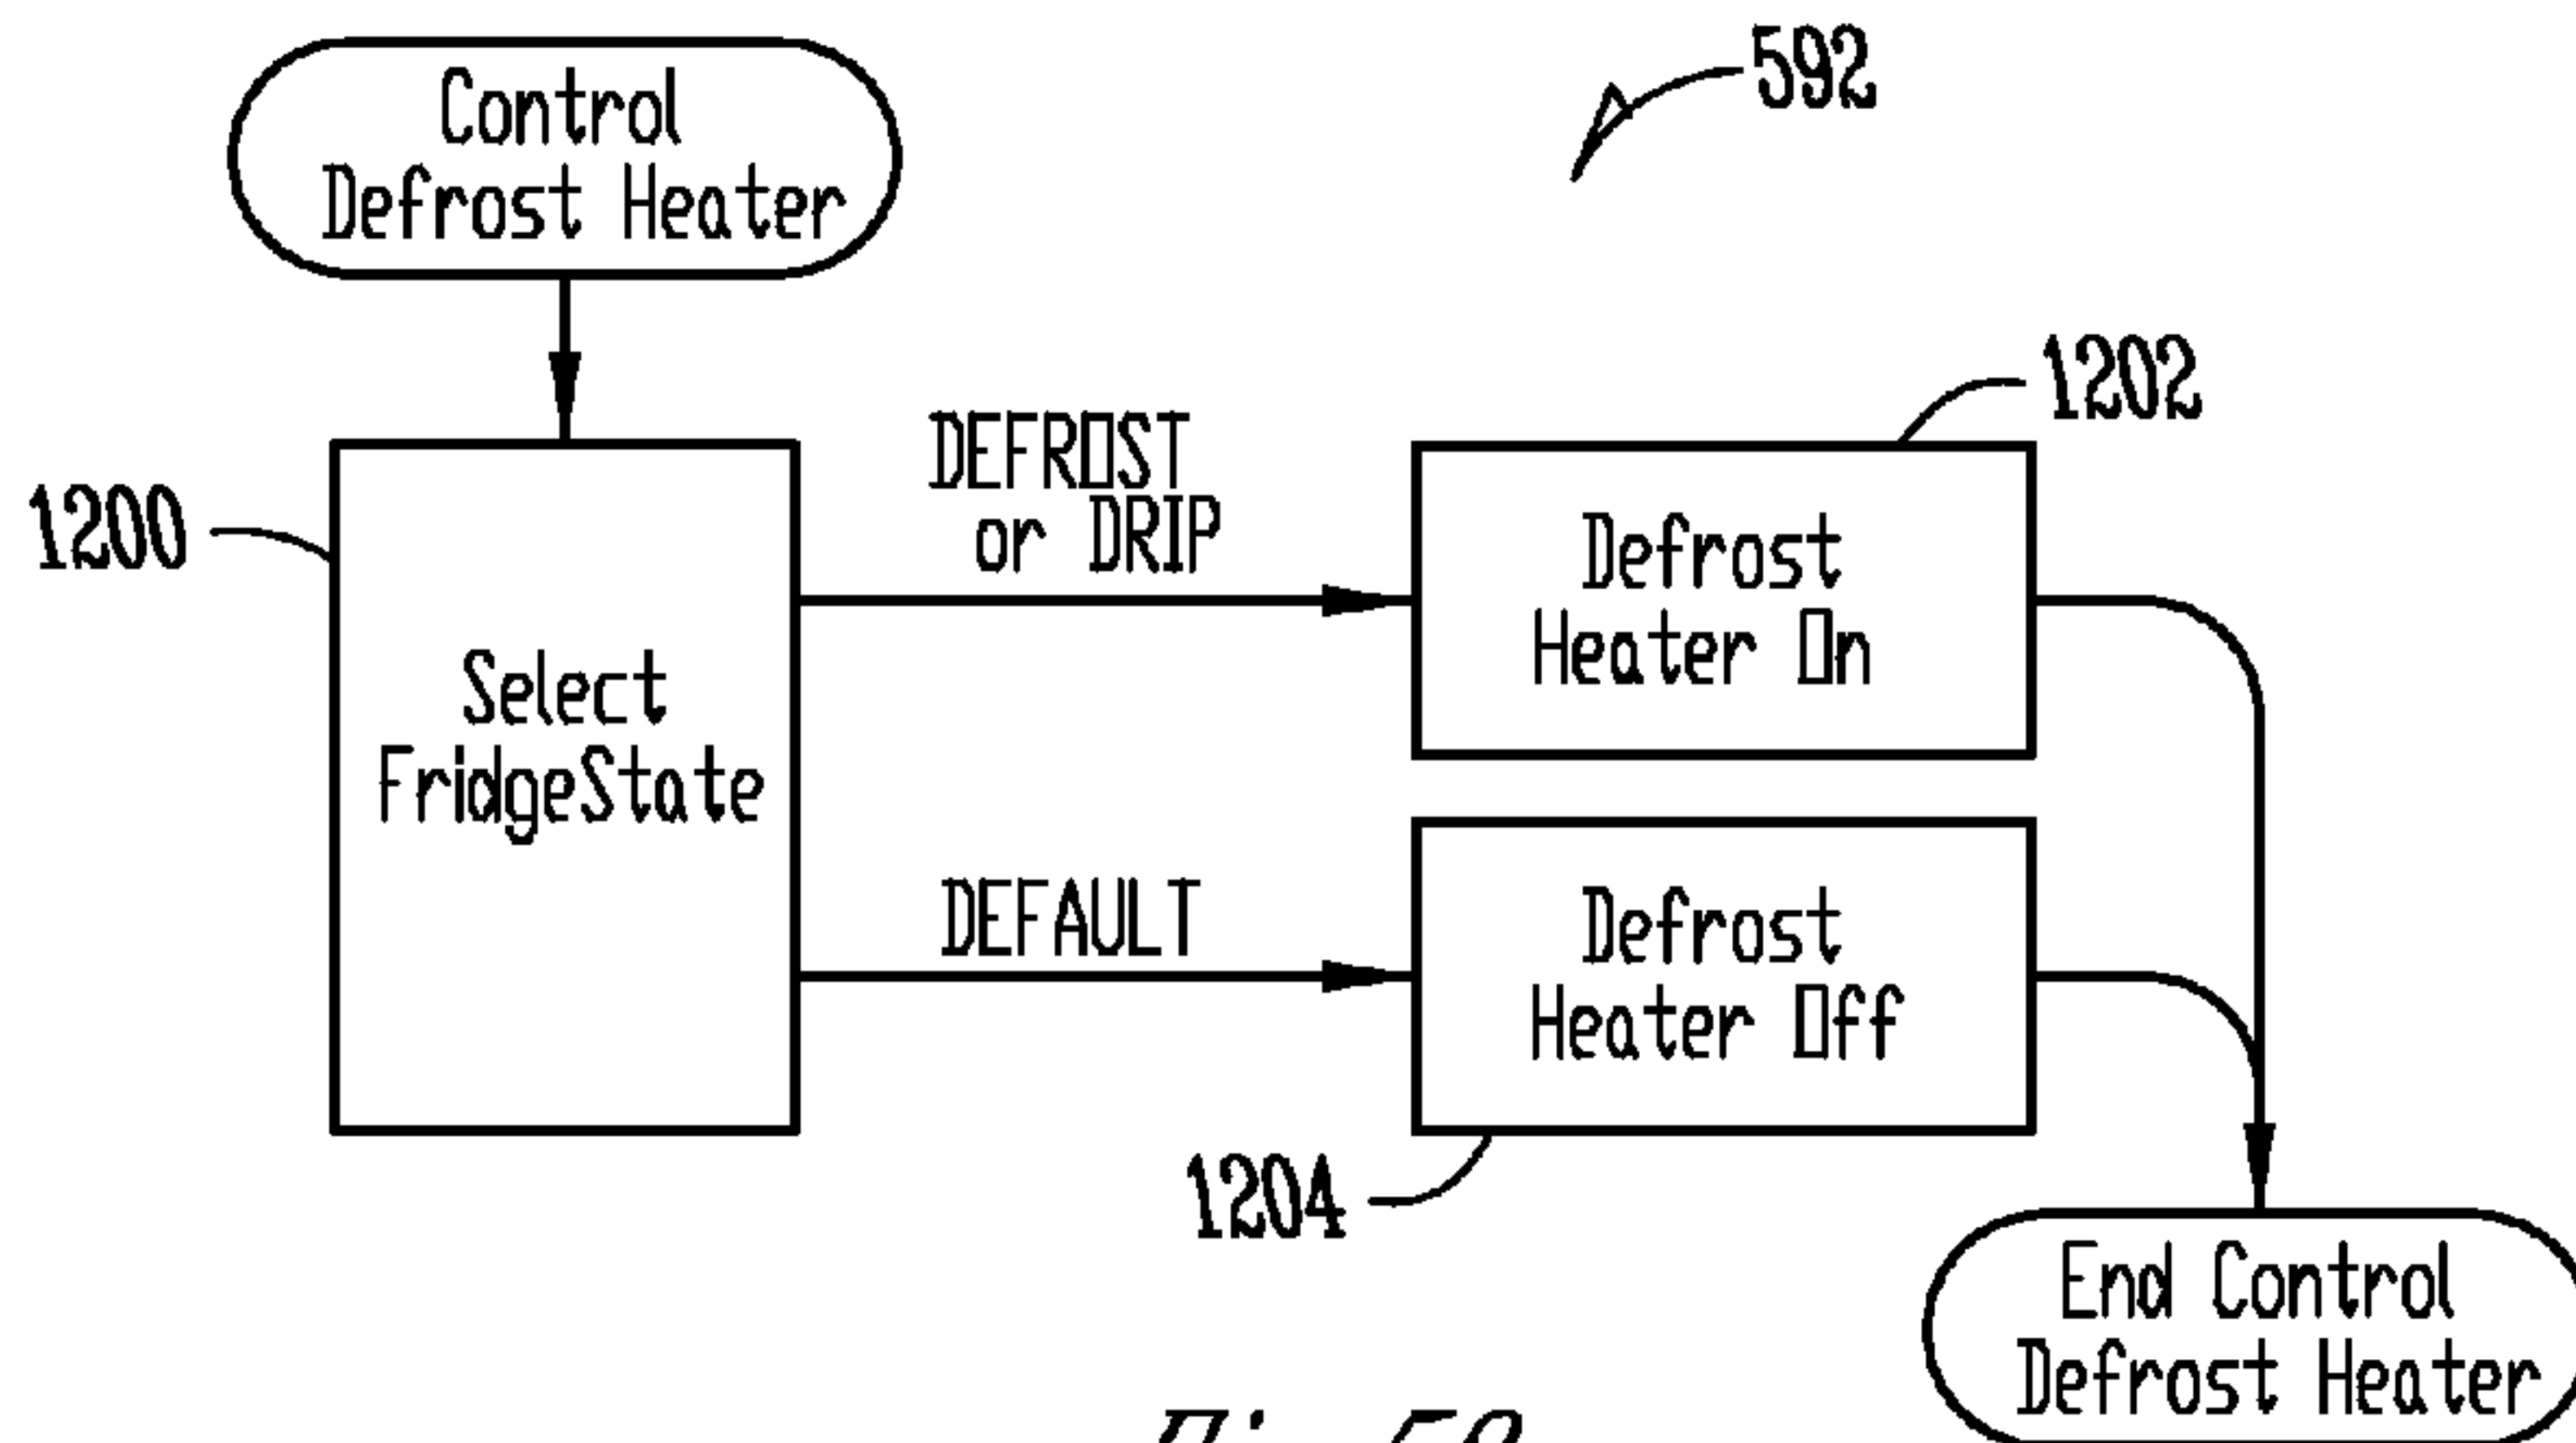 Control
Defrost Heater
592
1200
Select
FridgeState
DEFROST
or DRIP
1202
Defrost
Heater On
DEFAULT
Defrost
Heater Off
1204
End Control
Defrost Heater